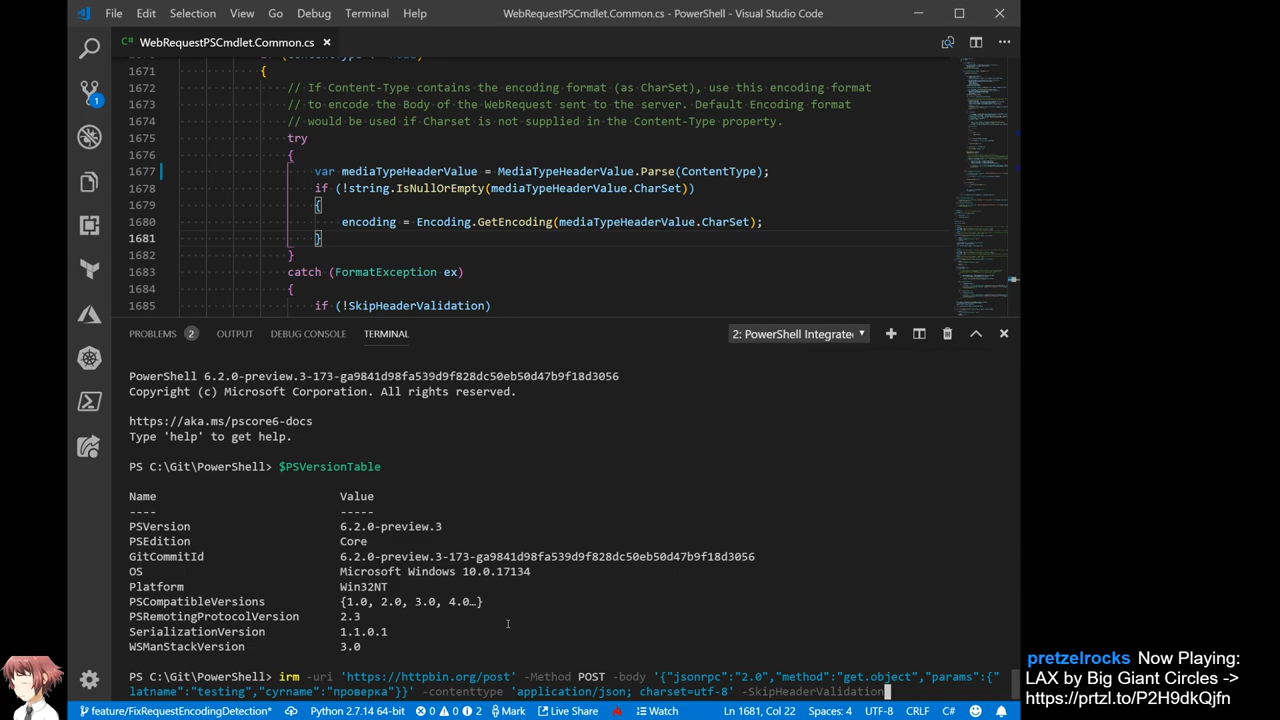 File Edit Selection View Go Debug Terminal Help WebRequestPSCmdlet.Common.cs - PowerShell - Visual Studio Code
C# WebRequestPSCmdlet.Common.cs
1671 {
1672 If Content-Type contains the encoding format (as CharSet), use this encoding format
1673 to encode the Body of the WebRequest sent to the server. Default Encoding format
1674 would be used if Charset is not supplied in the Content-Type property.
1675 try
1676 {
1677 var mediaTypeHeaderValue = MediaTypeHeaderValue.Parse(ContentType);
1678 if (!string.IsNullOrEmpty(mediaTypeHeaderValue.CharSet))
1679 {
1680 encoding = Encoding.GetEncoding(mediaTypeHeaderValue.CharSet);
1681 }
1682 }
1683 catch (FormatException ex)
1684
1685 if (!SkipHeaderValidation)
PROBLEMS 2 OUTPUT DEBUG CONSOLE TERMINAL 2: PowerShell Integrate
PowerShell 6.2.0-preview.3-173-ga9841d98fa539d9f828dc50eb50d47b9f18d3056
Copyright (c) Microsoft Corporation. All rights reserved.
https://aka.ms/pscore6-docs
Type 'help' to get help.
PS C:\Git\PowerShell> $PSVersionTable
Name Value
---- -----
PSVersion 6.2.0-preview.3
PSEdition Core
GitCommitId 6.2.0-preview.3-173-ga9841d98fa539d9f828dc50eb50d47b9f18d3056
OS Microsoft Windows 10.0.17134
Platform Win32NT
PSCompatibleVersions {1.0, 2.0, 3.0, 4.0…}
PSRemotingProtocolVersion 2.3
SerializationVersion 1.1.0.1
WSManStackVersion 3.0
PS C:\Git\PowerShell> irm -uri 'https://httpbin.org/post' -Method POST -body '{"jsonrpc":"2.0","method":"get.object","params":{"
latname":"testing","cyrname":"проверка"}}' -contenttype 'application/json; charset=utf-8' -SkipHeaderValidation
feature/FixRequestEncodingDetection* Python 2.7.14 64-bit 0 2 0 Mark Live Share Watch Ln 1681, Col 22 Spaces: 4 UTF-8 CRLF C#
1
pretzelrocks Now Playing:
LAX by Big Giant Circles ->
https://prtzl.to/P2H9dkQjfn